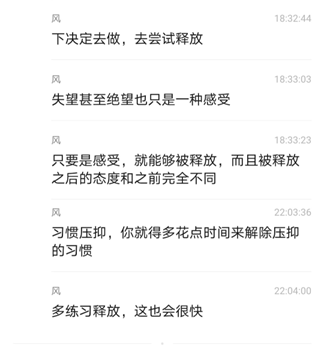 风 18:32:44
下决定去做，去尝试释放
风 18:33:03
失望甚至绝望也只是一种感受
风 18:33:23
只要是感受，就能够被释放，而且被释放
之后的态度和之前完全不同
风 22:03:36
习惯压抑，你就得多花点时间来解除压抑
的习惯
风 22:04:00
多练习释放，这也会很快